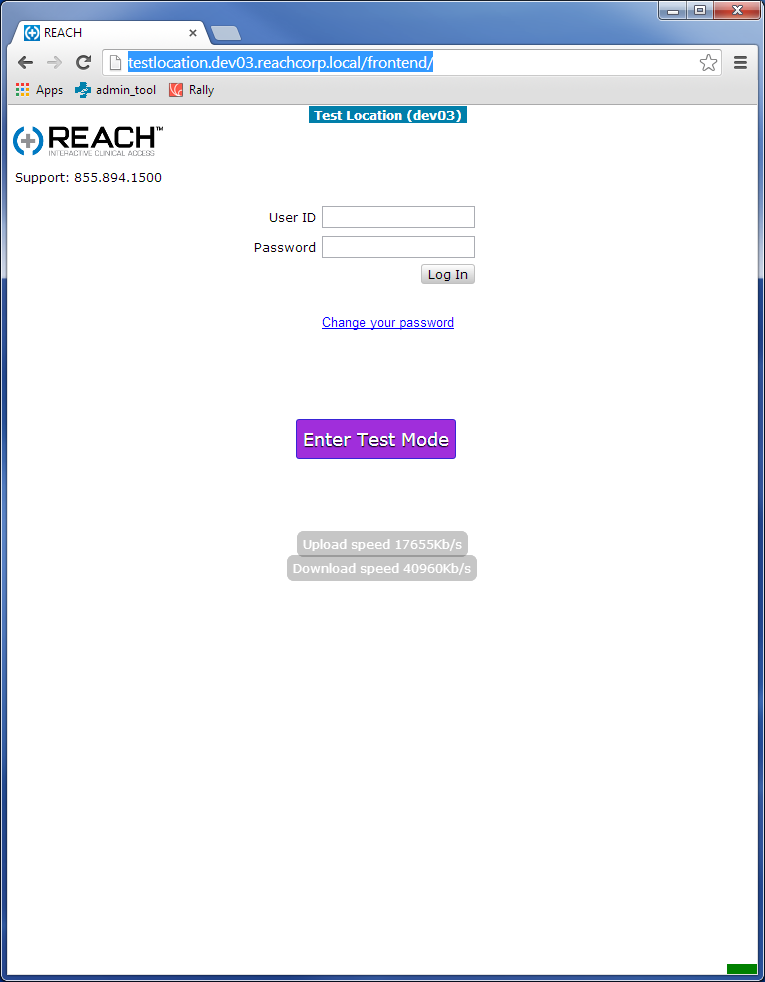 REACH
testlocation.dev03.reachcorp.local/frontend/
Apps admin_tool Rally
Test Location (dev03)
REACH™
INTERACTIVE CLINICAL ACCESS
Support: 855.894.1500
User ID
Password
Log In
Change your password
Enter Test Mode
Upload speed 17655Kb/s
Download speed 40960Kb/s